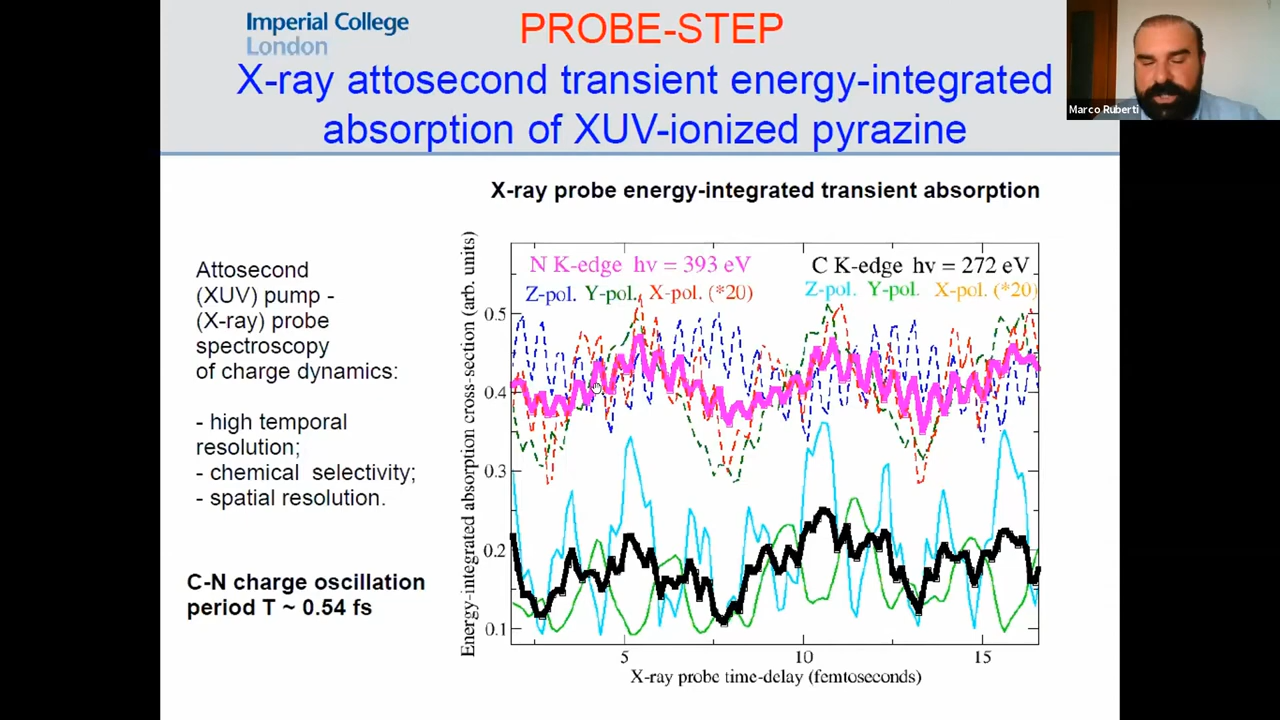 Imperial College
London
PROBE-STEP
X-ray attosecond transient energy-integrated
absorption of XUV-ionized pyrazine
Marco Ruberti
X-ray probe energy-integrated transient absorption
Attosecond
(XUV) pump -
(X-ray) probe
spectroscopy
of charge dynamics:
- high temporal
resolution;
- chemical selectivity;
- spatial resolution.
C-N charge oscillation
period T ~ 0.54 fs
Energy-integrated absorption cross-section (arb. units)
N K-edge hν = 393 eV
C K-edge hν = 272 eV
Z-pol. Y-pol. X-pol. (*20)
Z-pol. Y-pol. X-pol. (*20)
0.5
0.4
0.3
0.2
0.1
5 10 15
X-ray probe time-delay (femtoseconds)